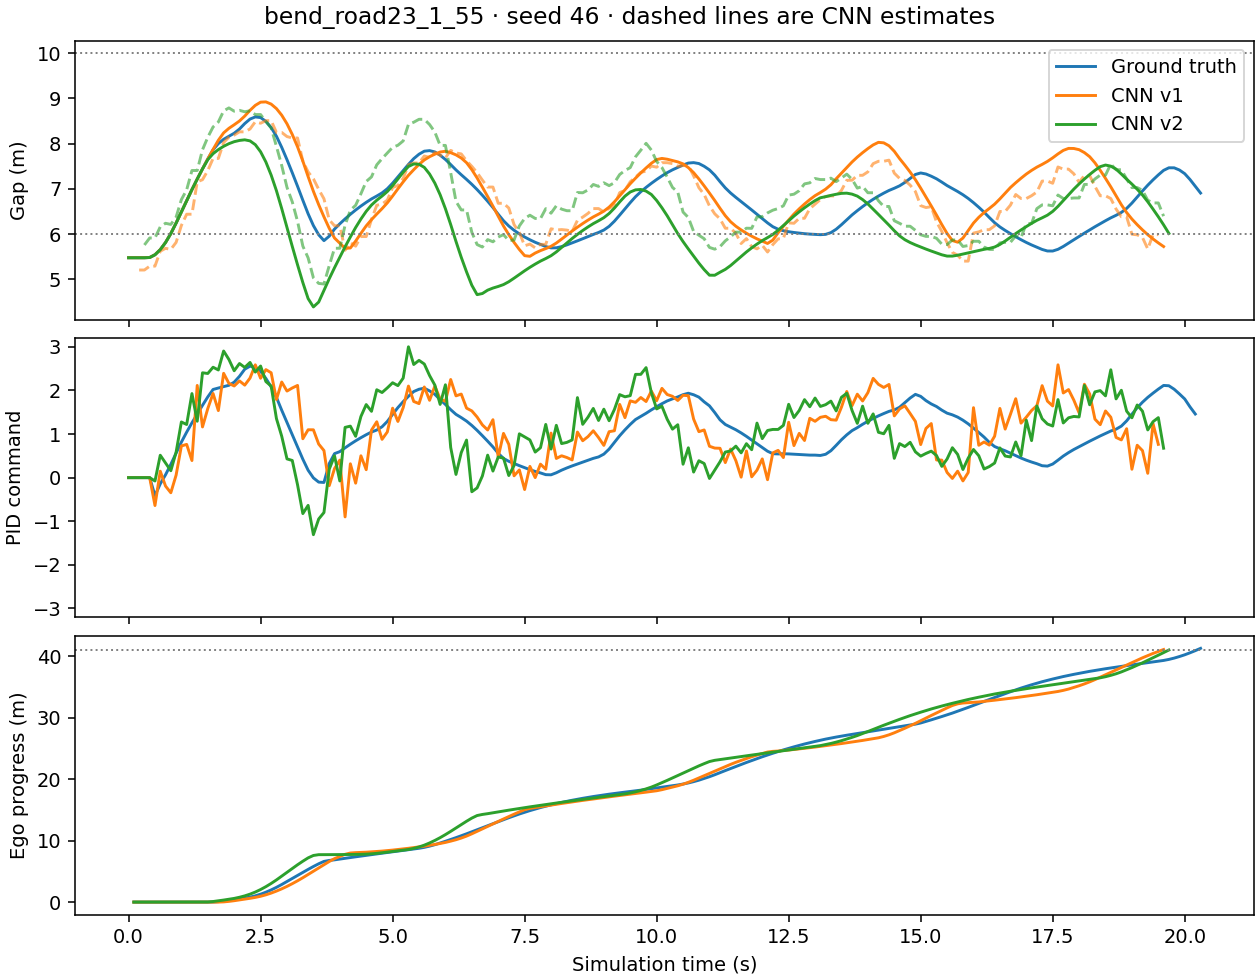 bend_road23_1_55 · seed 46 · dashed lines are CNN estimates
Gap (m)
10
9
8
7
6
5
Ground truth
CNN v1
CNN v2
PID command
3
2
1
0
−1
−2
−3
Ego progress (m)
40
30
20
10
0
0.0 2.5 5.0 7.5 10.0 12.5 15.0 17.5 20.0
Simulation time (s)